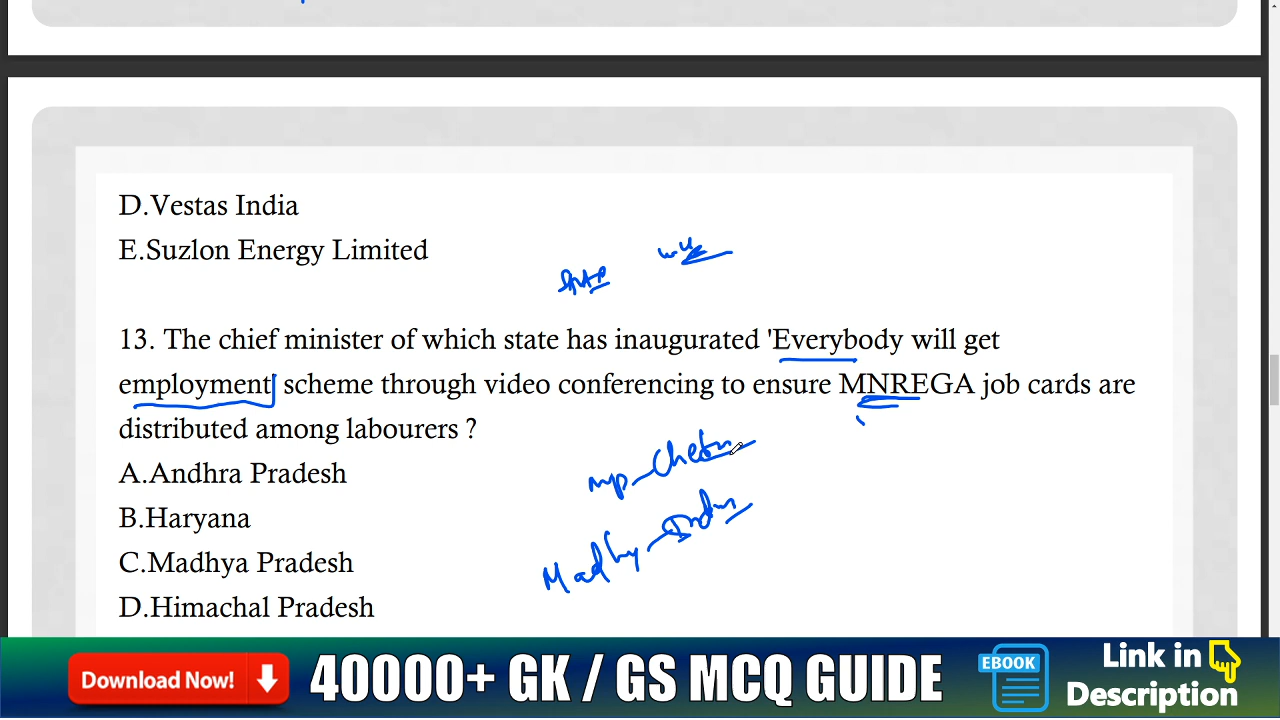 D.Vestas India
E.Suzlon Energy Limited
13. The chief minister of which state has inaugurated 'Everybody will get
employment' scheme through video conferencing to ensure MNREGA job cards are
distributed among labourers ?
A.Andhra Pradesh
mp
B.Haryana
Madhy
C.Madhya Pradesh
D.Himachal Pradesh
Download Now!
40000+ GK / GS MCQ GUIDE
EBOOK
Link in
Description